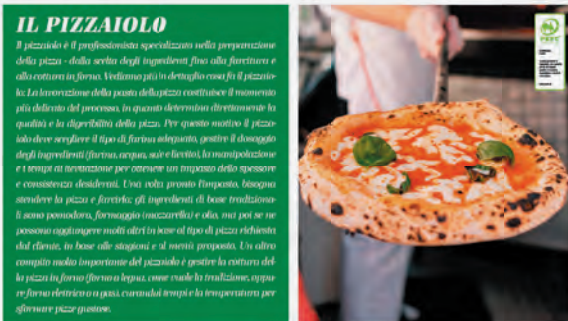 IL PIZZAIOLO
Il pizzaiolo è il professionista specializzato nella preparazione
della pizza - dalla scelta degli ingredienti fino alla farcitura e
alla cottura in forno. Vediamo più in dettaglio cosa fa il pizzaio-
lo: La lavorazione della pasta della pizza costituisce il momento
più delicato del processo, in quanto determina direttamente la
qualità e la digeribilità della pizza. Per questo motivo il pizza-
iolo deve scegliere il tipo di farina adeguato, gestire il dosaggio
degli ingredienti (farina, acqua, sale e lievito), la manipolazione
e i tempi di lievitazione per ottenere un impasto dello spessore
e consistenza desiderati. Una volta pronto l'impasto, bisogna
stendere la pizza e farcirla: gli ingredienti di base tradiziona-
li sono pomodoro, formaggio (mozzarella) e olio, ma poi se ne
possono aggiungere molti altri in base al tipo di pizza richiesta
dal cliente, in base alle stagioni e al menù proposto. Un altro
compito molto importante del pizzaiolo è gestire la cottura del-
la pizza in forno (forno a legna, come vuole la tradizione, oppu-
re forno elettrico o a gas), curandoi tempi e la temperatura per
sfornare pizze gustose.
PEFC